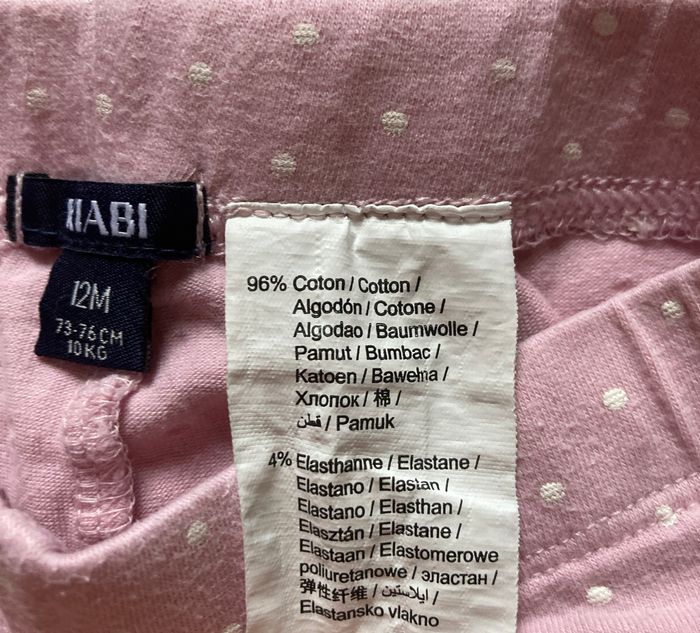 12M
73-76 CM
10 KG
96% Coton / Cotton /
Algodón / Cotone /
Algodao / Baumwolle /
Pamut / Bumbac /
Katoen / Bawełna /
Хлопок / 棉 /
قطن / Pamuk
4% Elasthanne / Elastane /
Elastano / Elastan /
Elastano / Elasthan /
Elasztán / Elastane /
Elastaan / Elastomerowe
poliuretanowe / эластан /
弹性纤维 / ايلاستين /
Elastansko vlakno